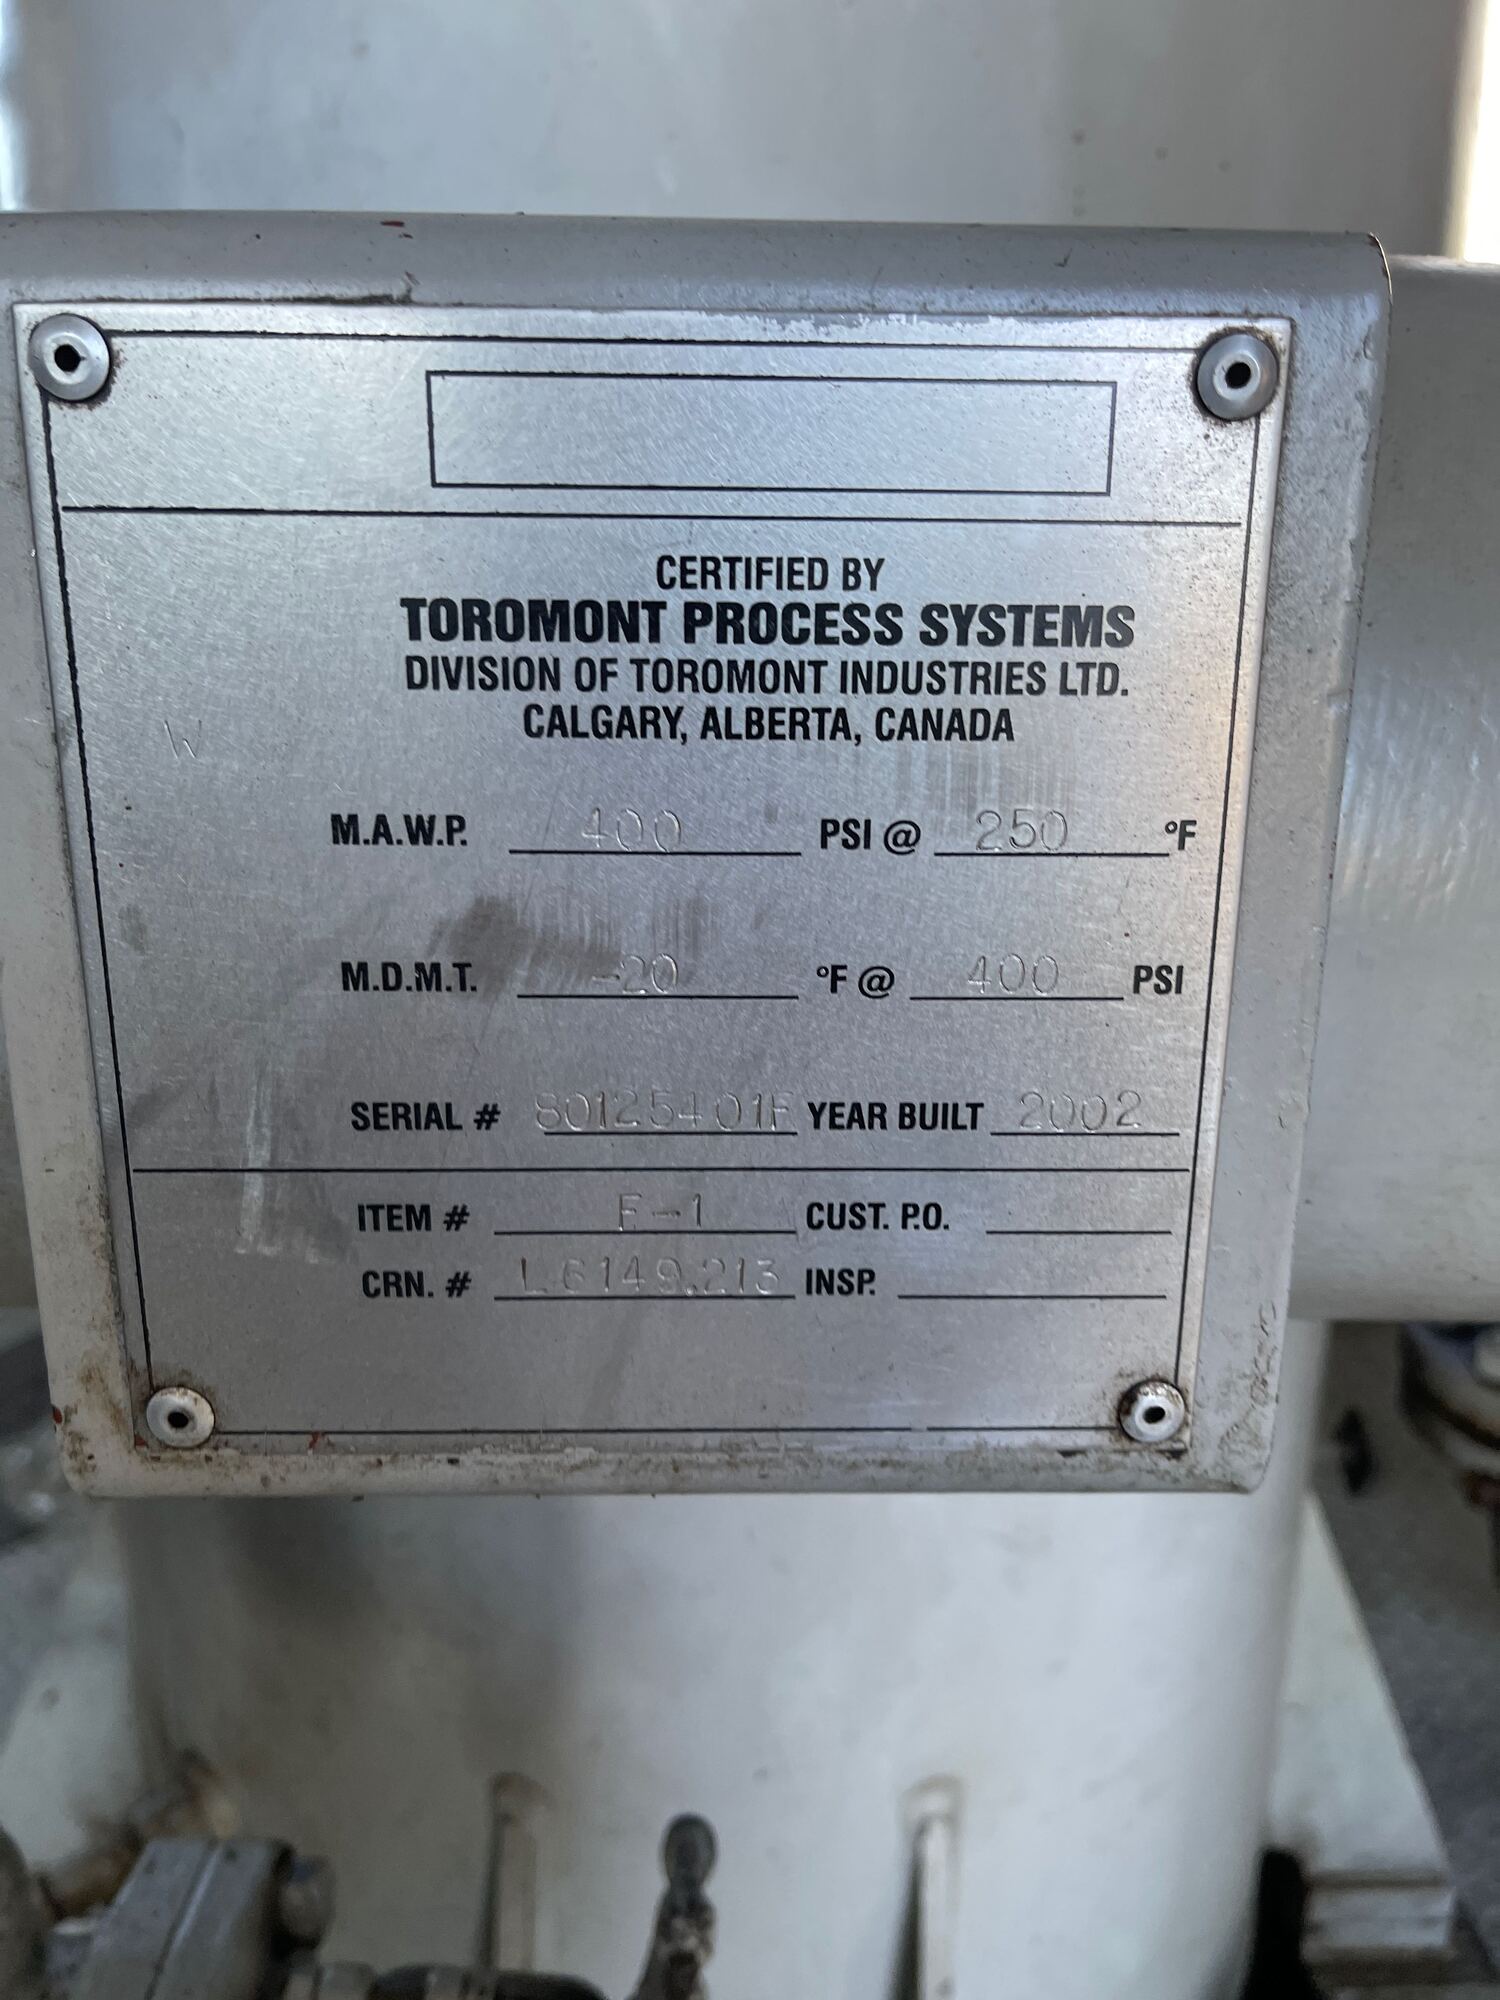 CERTIFIED BY
TOROMONT PROCESS SYSTEMS
DIVISION OF TOROMONT INDUSTRIES LTD.
CALGARY, ALBERTA, CANADA
W
M.A.W.P. 400 PSI @ 250 °F
M.D.M.T. -20 °F @ 400 PSI
SERIAL # 80125401F YEAR BUILT 2002
ITEM # F-1 CUST. P.O.
CRN. # L6149.213 INSP.